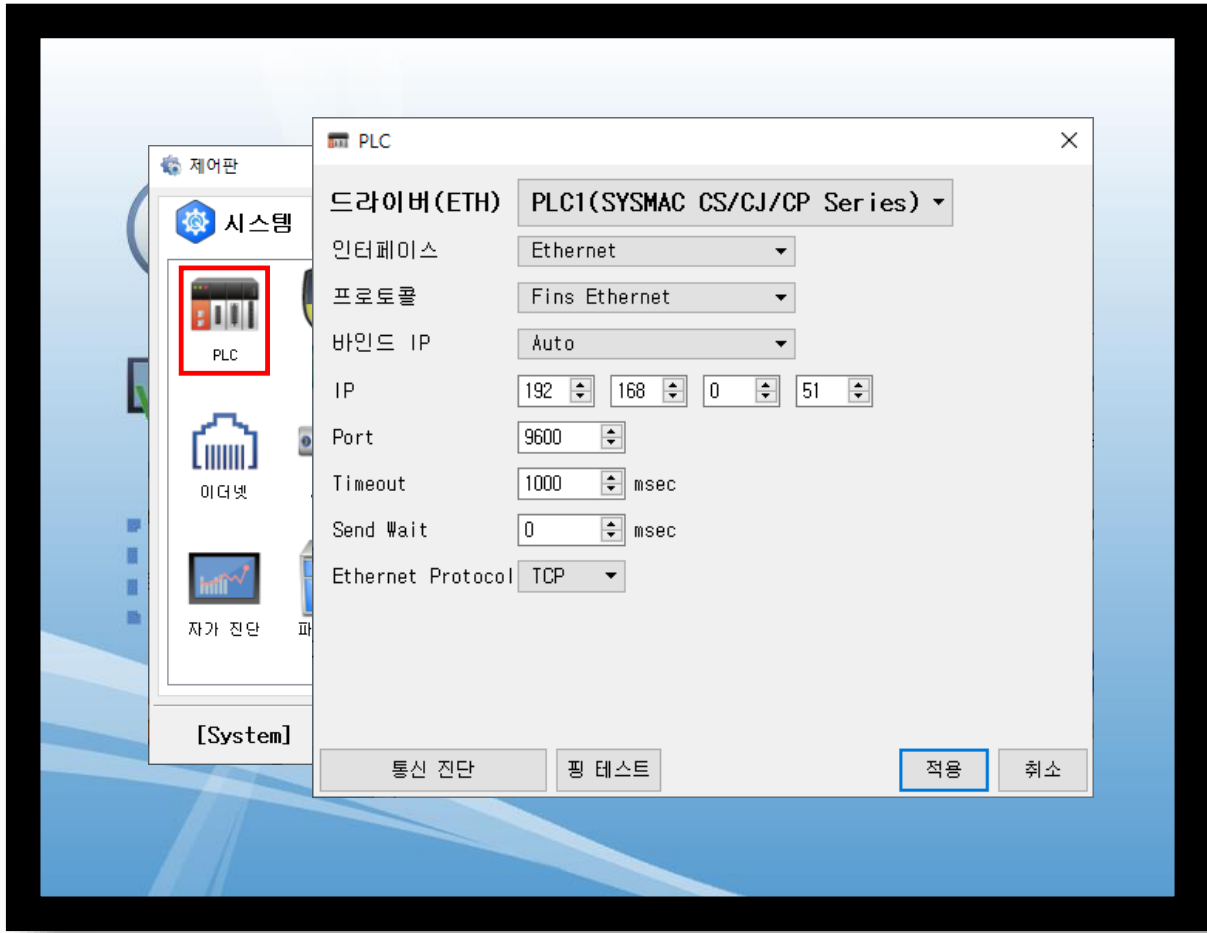 PLC
제어판
시스템
PLC
이더넷
자가 진단
[System]
드라이버(ETH) PLC1(SYSMAC CS/CJ/CP Series)
인터페이스 Ethernet
프로토콜 Fins Ethernet
바인드 IP Auto
IP 192 168 0 51
Port 9600
Timeout 1000 msec
Send Wait 0 msec
Ethernet Protocol TCP
통신 진단 핑 테스트 적용 취소